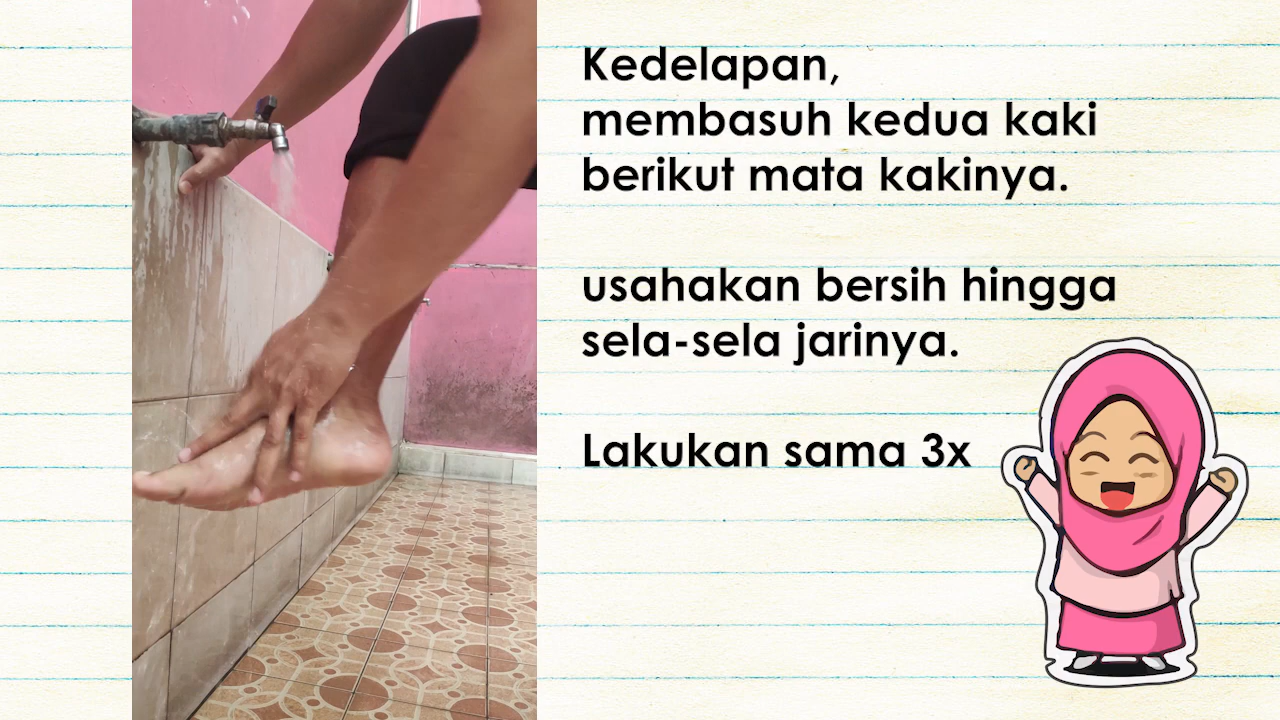 Kedelapan,
membasuh kedua kaki
berikut mata kakinya.
usahakan bersih hingga
sela-sela jarinya.
Lakukan sama 3x